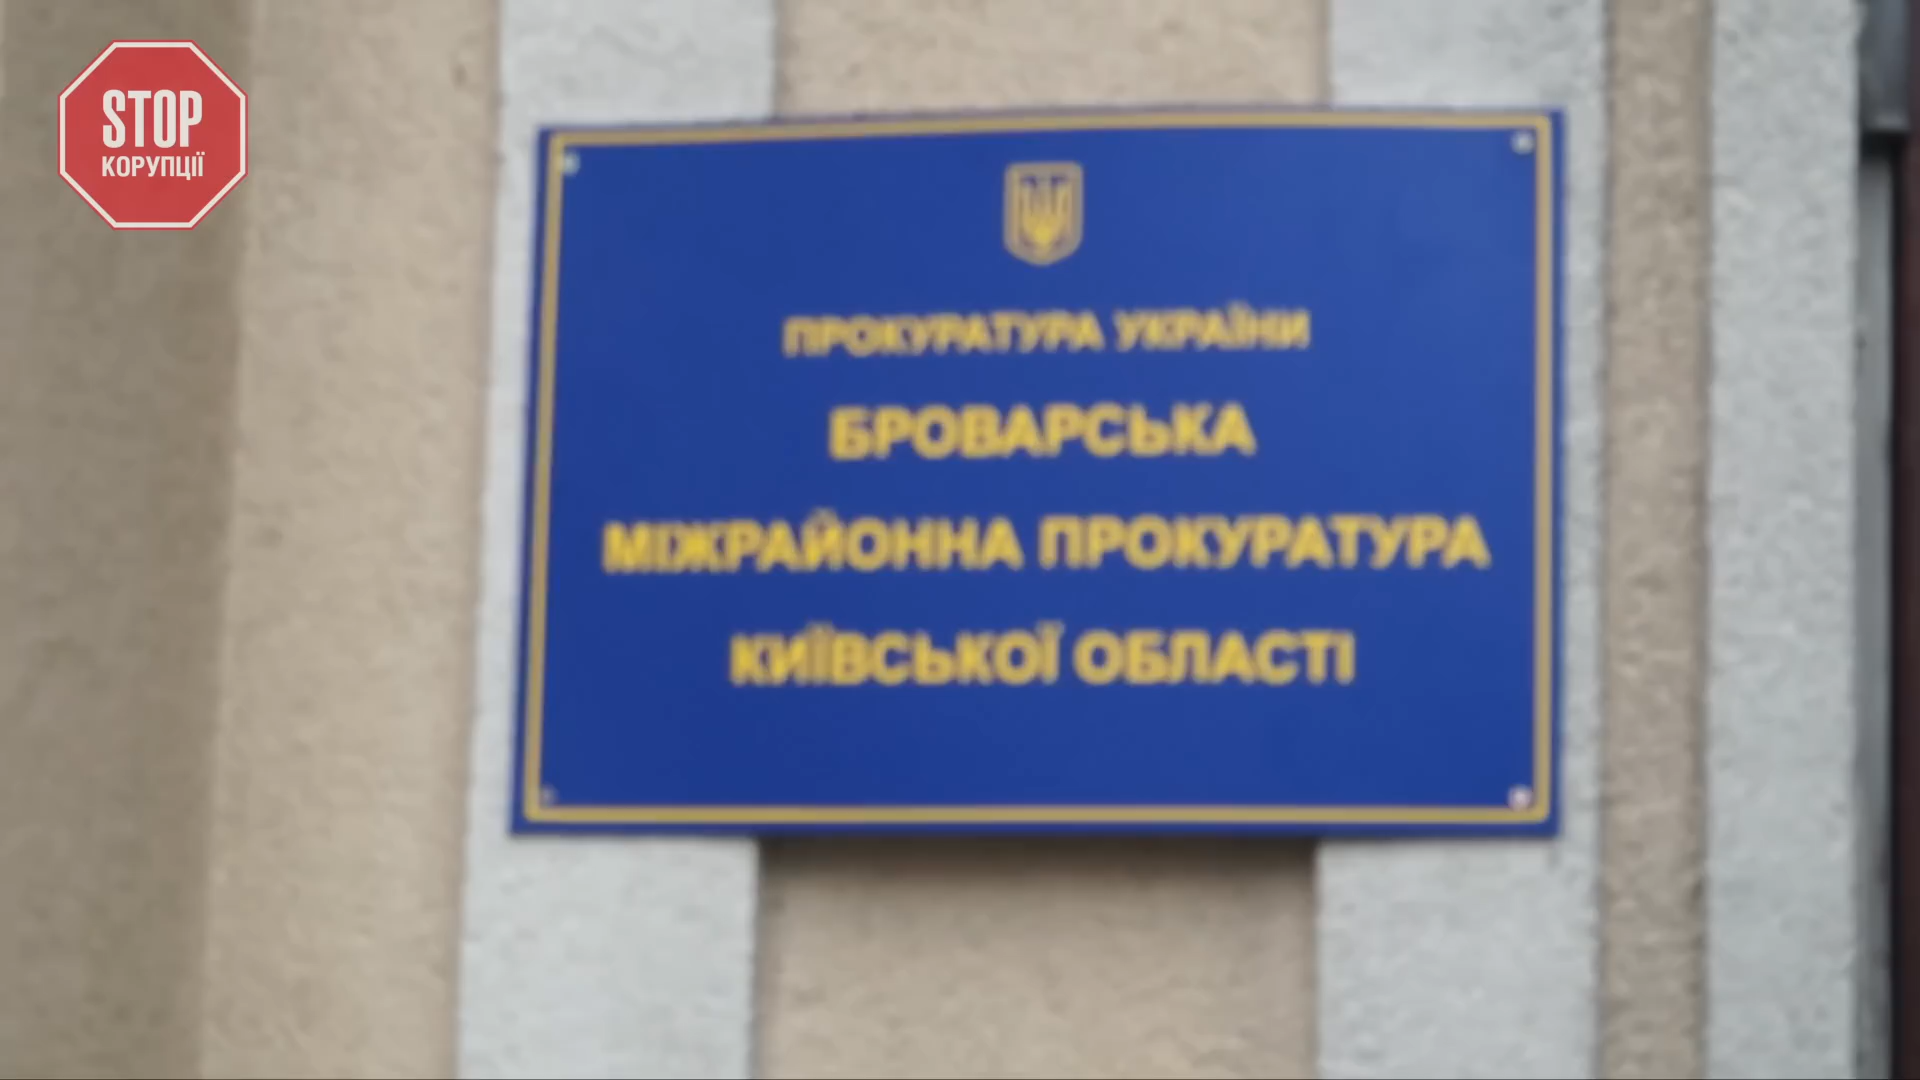 STOP
КОРУПЦІЇ
ПРОКУРАТУРА УКРАЇНИ
БРОВАРСЬКА
МІЖРАЙОННА ПРОКУРАТУРА
КИЇВСЬКОЇ ОБЛАСТІ